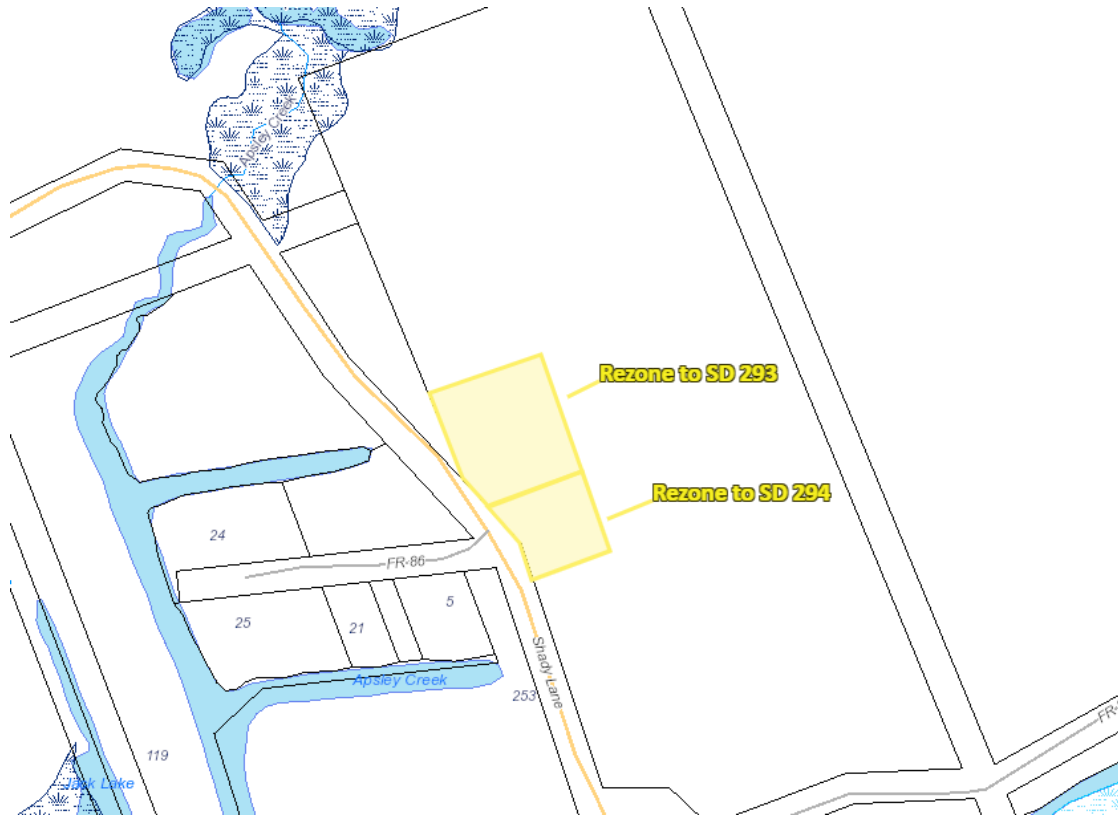 Apsley Creek
Rezone to SD 293
Rezone to SD 294
24
FR-86
25
21
5
Shady Lane
Apsley Creek
253
119
Jack Lake
FR-